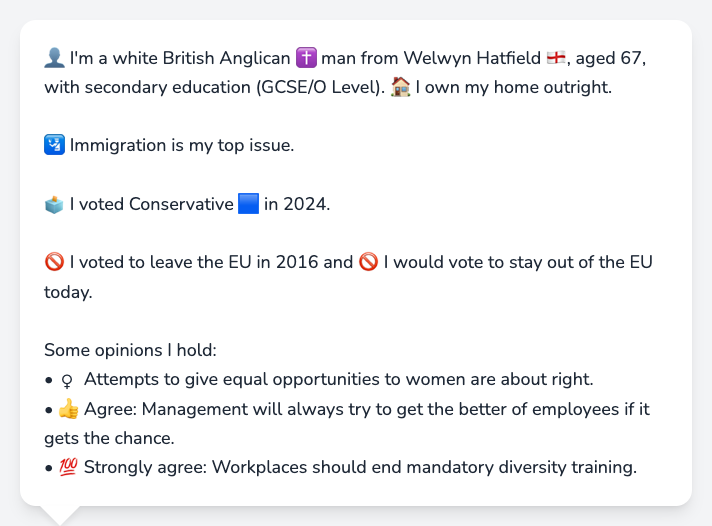 👤 I'm a white British Anglican ✝️ man from Welwyn Hatfield 🏴󠁧󠁢󠁥󠁮󠁧󠁿, aged 67,
with secondary education (GCSE/O Level). 🏠 I own my home outright.
🛂 Immigration is my top issue.
🗳️ I voted Conservative 🟦 in 2024.
🚫 I voted to leave the EU in 2016 and 🚫 I would vote to stay out of the EU
today.
Some opinions I hold:
• ♀ Attempts to give equal opportunities to women are about right.
• 👍 Agree: Management will always try to get the better of employees if it
gets the chance.
• 💯 Strongly agree: Workplaces should end mandatory diversity training.